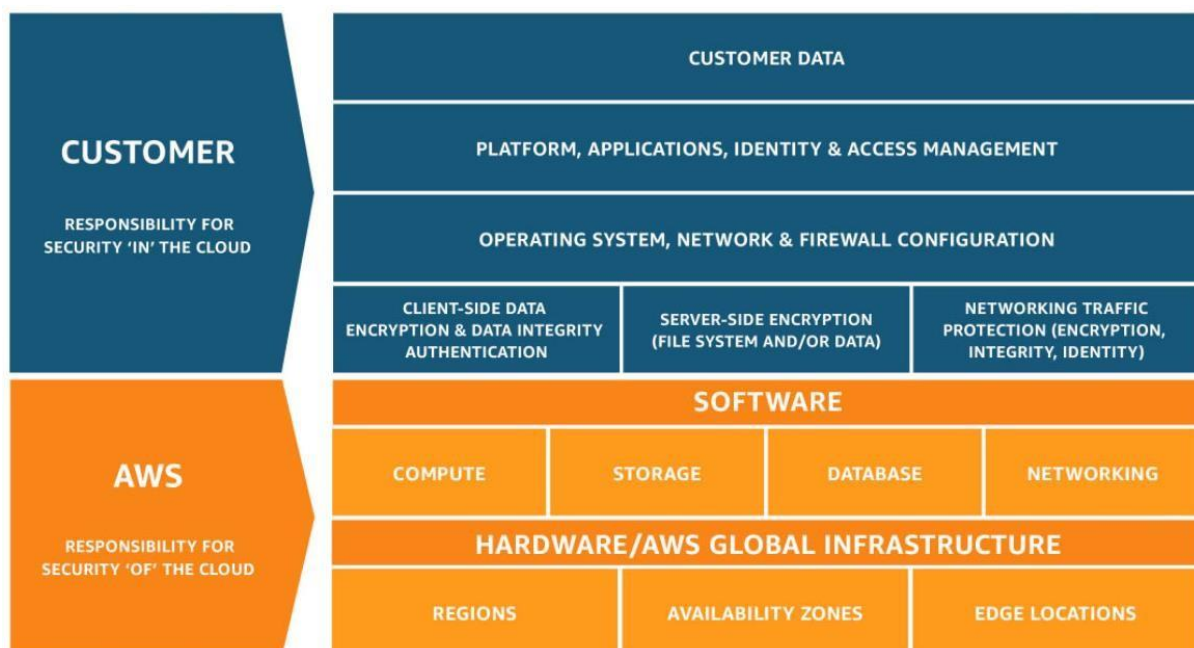 CUSTOMER
RESPONSIBILITY FOR
SECURITY ‘IN’ THE CLOUD
CUSTOMER DATA
PLATFORM, APPLICATIONS, IDENTITY & ACCESS MANAGEMENT
OPERATING SYSTEM, NETWORK & FIREWALL CONFIGURATION
CLIENT-SIDE DATA
ENCRYPTION & DATA INTEGRITY
AUTHENTICATION
SERVER-SIDE ENCRYPTION
(FILE SYSTEM AND/OR DATA)
NETWORKING TRAFFIC
PROTECTION (ENCRYPTION,
INTEGRITY, IDENTITY)
AWS
RESPONSIBILITY FOR
SECURITY ‘OF’ THE CLOUD
SOFTWARE
COMPUTE
STORAGE
DATABASE
NETWORKING
HARDWARE/AWS GLOBAL INFRASTRUCTURE
REGIONS
AVAILABILITY ZONES
EDGE LOCATIONS